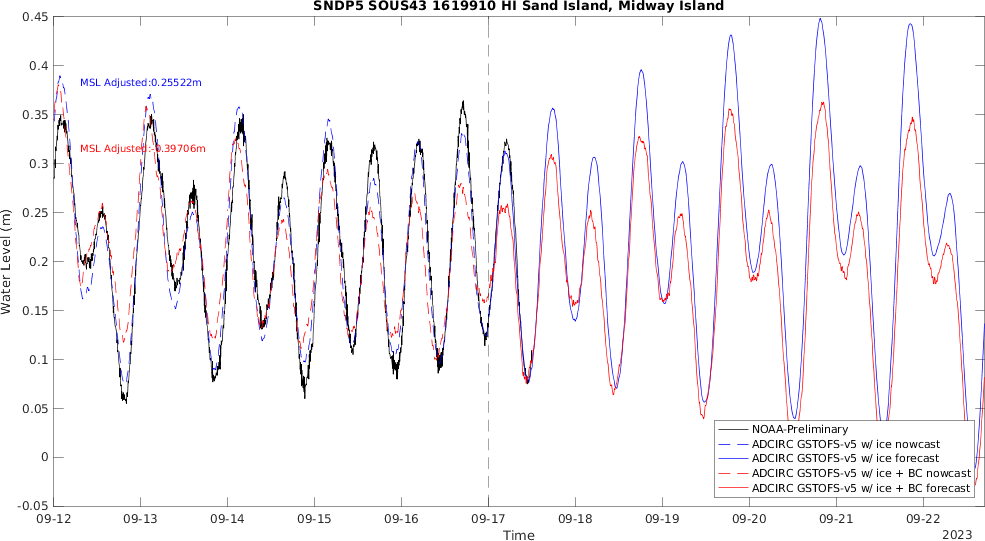 SNDP5 SOUS43 1619910 HI Sand Island, Midway Island
0.45
0.4
0.35
0.3
0.25
0.2
0.15
0.1
0.05
0
-0.05
Water Level (m)
MSL Adjusted:0.25522m
MSL Adjusted:-0.39706m
NOAA-Preliminary
ADCIRC GSTOFS-v5 w/ ice nowcast
ADCIRC GSTOFS-v5 w/ ice forecast
ADCIRC GSTOFS-v5 w/ ice + BC nowcast
ADCIRC GSTOFS-v5 w/ ice + BC forecast
09-12 09-13 09-14 09-15 09-16 09-17 09-18 09-19 09-20 09-21 09-22
Time
2023